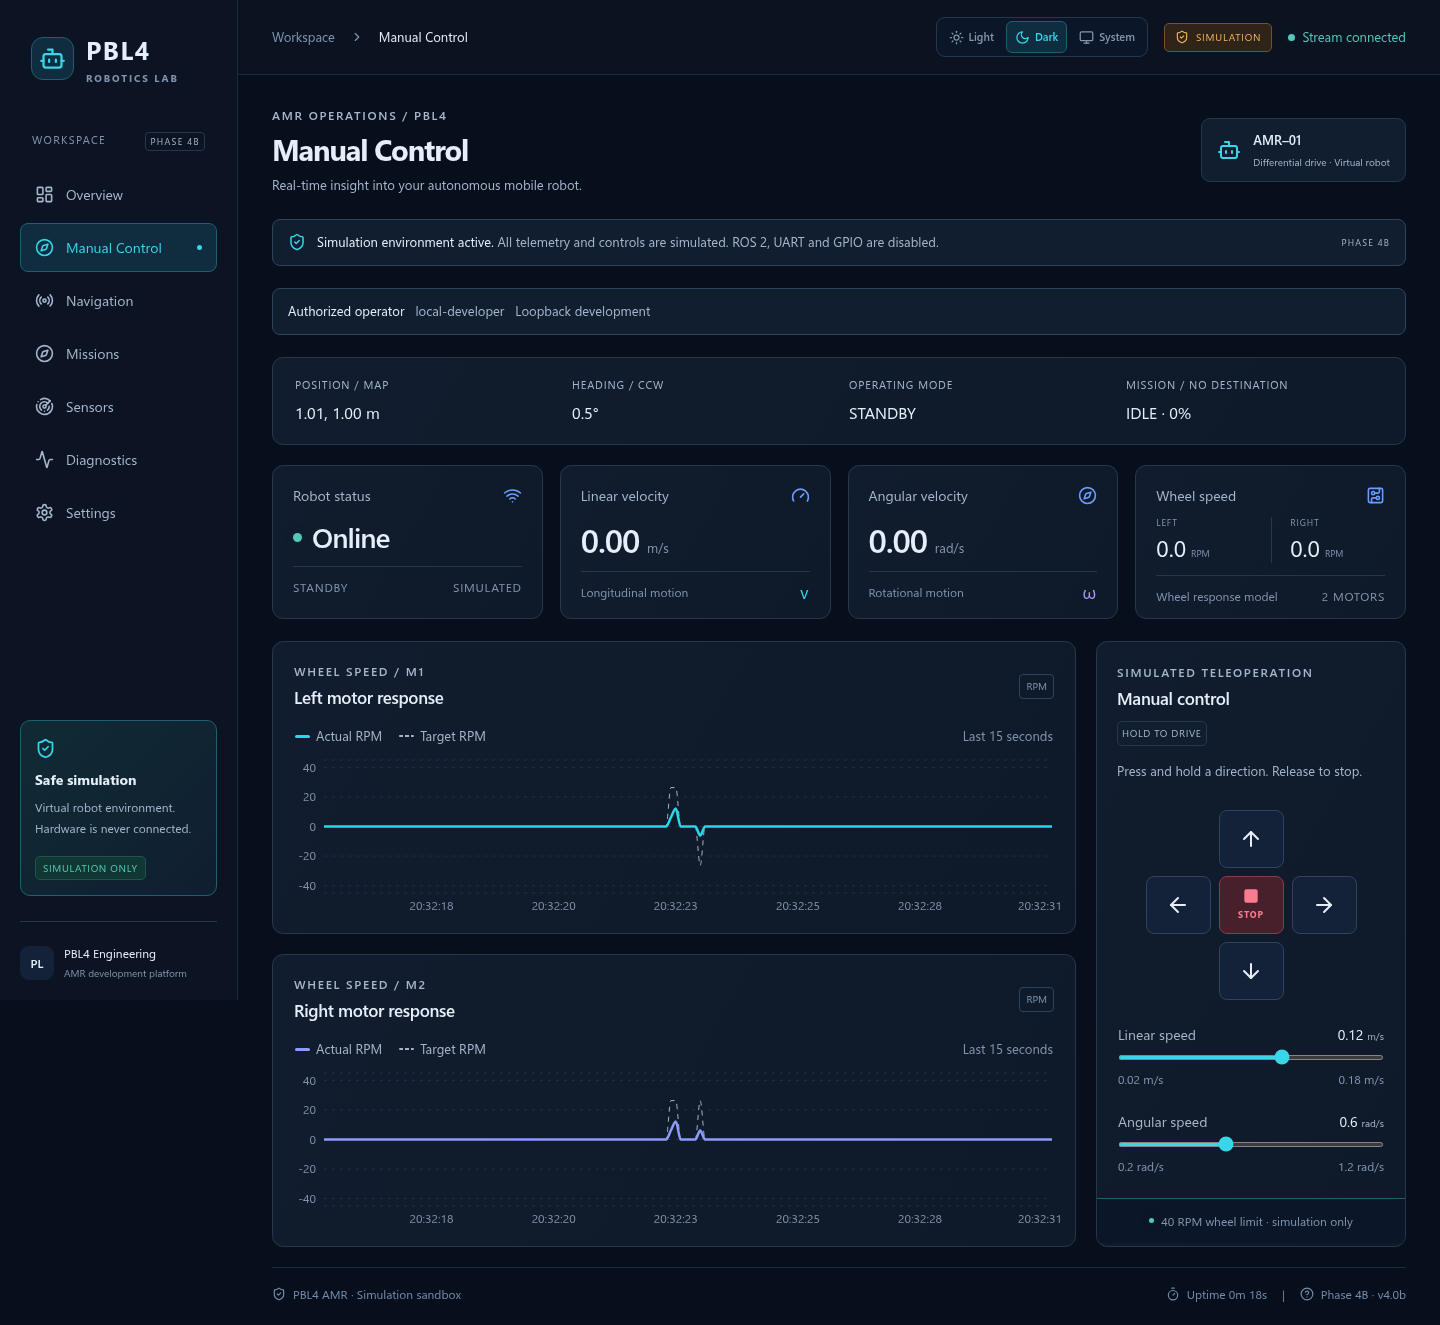 PBL4
ROBOTICS LAB
WORKSPACE
PHASE 4B
Overview
Manual Control
Navigation
Missions
Sensors
Diagnostics
Settings
Safe simulation
Virtual robot environment.
Hardware is never connected.
SIMULATION ONLY
PL
PBL4 Engineering
AMR development platform
Workspace > Manual Control
Light
Dark
System
SIMULATION
Stream connected
AMR OPERATIONS / PBL4
Manual Control
Real-time insight into your autonomous mobile robot.
AMR–01
Differential drive · Virtual robot
Simulation environment active. All telemetry and controls are simulated. ROS 2, UART and GPIO are disabled.
PHASE 4B
Authorized operator local-developer Loopback development
POSITION / MAP
1.01, 1.00 m
HEADING / CCW
0.5°
OPERATING MODE
STANDBY
MISSION / NO DESTINATION
IDLE · 0%
Robot status
Online
STANDBY
SIMULATED
Linear velocity
0.00 m/s
Longitudinal motion
v
Angular velocity
0.00 rad/s
Rotational motion
ω
Wheel speed
LEFT
0.0 RPM
RIGHT
0.0 RPM
Wheel response model
2 MOTORS
WHEEL SPEED / M1
Left motor response
RPM
Actual RPM
Target RPM
Last 15 seconds
40
20
0
-20
-40
20:32:18
20:32:20
20:32:23
20:32:25
20:32:28
20:32:31
WHEEL SPEED / M2
Right motor response
RPM
Actual RPM
Target RPM
Last 15 seconds
40
20
0
-20
-40
20:32:18
20:32:20
20:32:23
20:32:25
20:32:28
20:32:31
SIMULATED TELEOPERATION
Manual control
HOLD TO DRIVE
Press and hold a direction. Release to stop.
STOP
Linear speed
0.12 m/s
0.02 m/s
0.18 m/s
Angular speed
0.6 rad/s
0.2 rad/s
1.2 rad/s
40 RPM wheel limit · simulation only
PBL4 AMR · Simulation sandbox
Uptime 0m 18s | Phase 4B · v4.0b